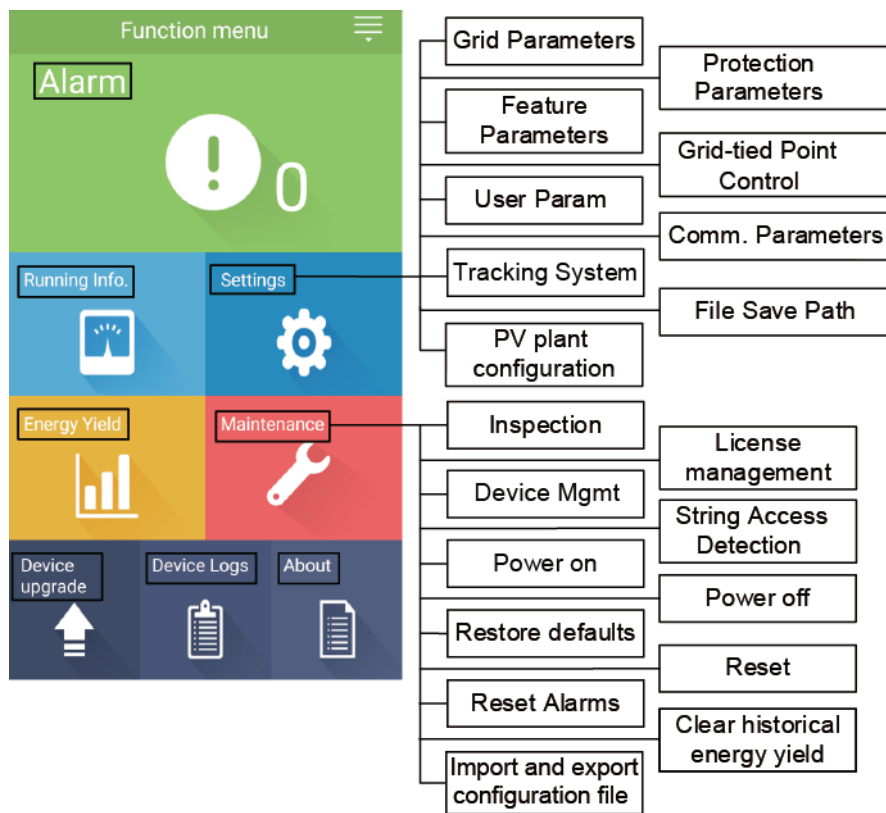 Function menu
Alarm
0
Running Info.
Settings
Energy Yield
Maintenance
Device
upgrade
Device Logs
About
Grid Parameters
Protection
Parameters
Feature
Parameters
Grid-tied Point
Control
User Param
Comm. Parameters
Tracking System
File Save Path
PV plant
configuration
Inspection
License
management
Device Mgmt
String Access
Detection
Power on
Power off
Restore defaults
Reset
Reset Alarms
Clear historical
energy yield
Import and export
configuration file